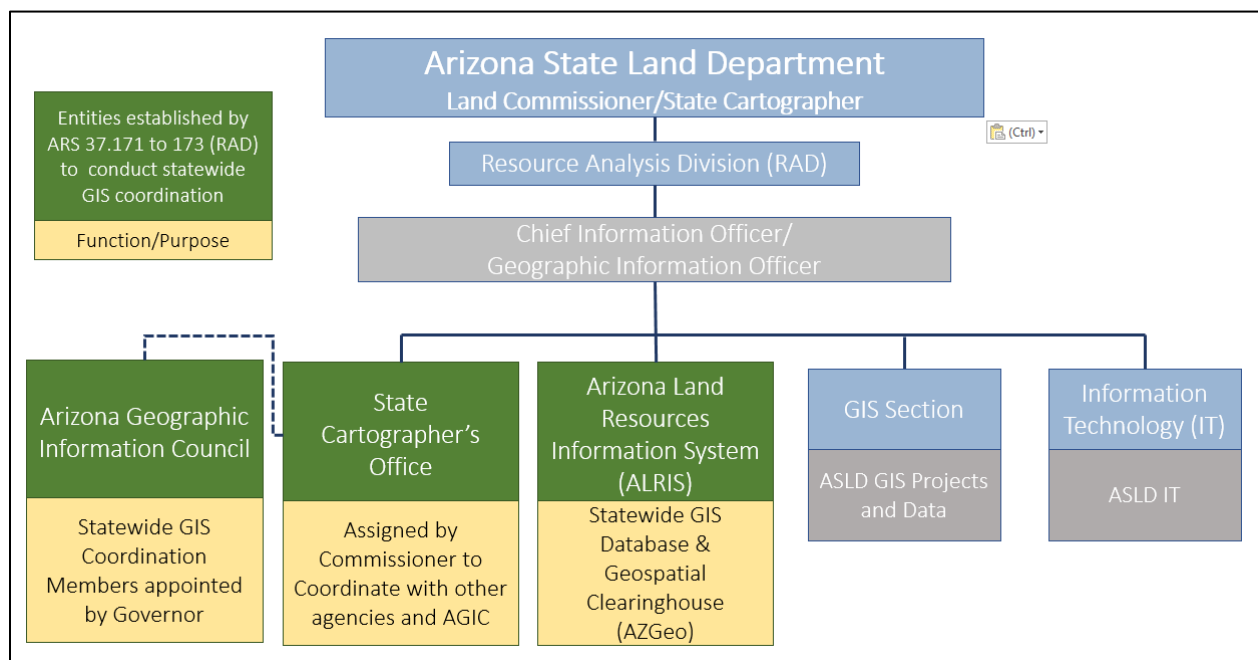 Arizona State Land Department
Land Commissioner/State Cartographer
Entities established by
ARS 37.171 to 173 (RAD)
to conduct statewide
GIS coordination
Function/Purpose
(Ctrl)
Resource Analysis Division (RAD)
Chief Information Officer/
Geographic Information Officer
Arizona Geographic
Information Council
Statewide GIS
Coordination
Members appointed
by Governor
State
Cartographer’s
Office
Assigned by
Commissioner to
Coordinate with other
agencies and AGIC
Arizona Land
Resources
Information System
(ALRIS)
Statewide GIS
Database &
Geospatial
Clearinghouse
(AZGeo)
GIS Section
ASLD GIS Projects
and Data
Information
Technology (IT)
ASLD IT